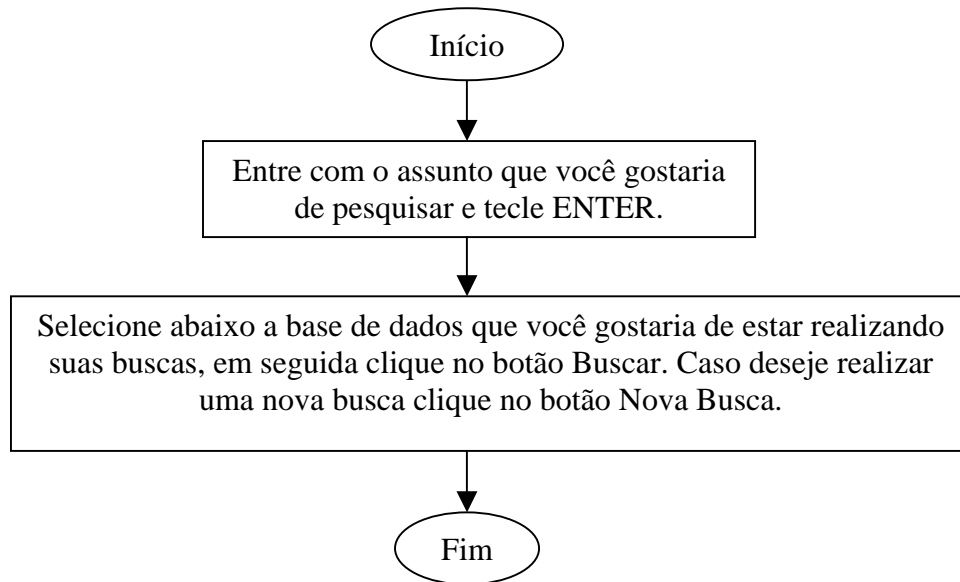 Início
Entre com o assunto que você gostaria
de pesquisar e tecle ENTER.
Selecione abaixo a base de dados que você gostaria de estar realizando
suas buscas, em seguida clique no botão Buscar. Caso deseje realizar
uma nova busca clique no botão Nova Busca.
Fim